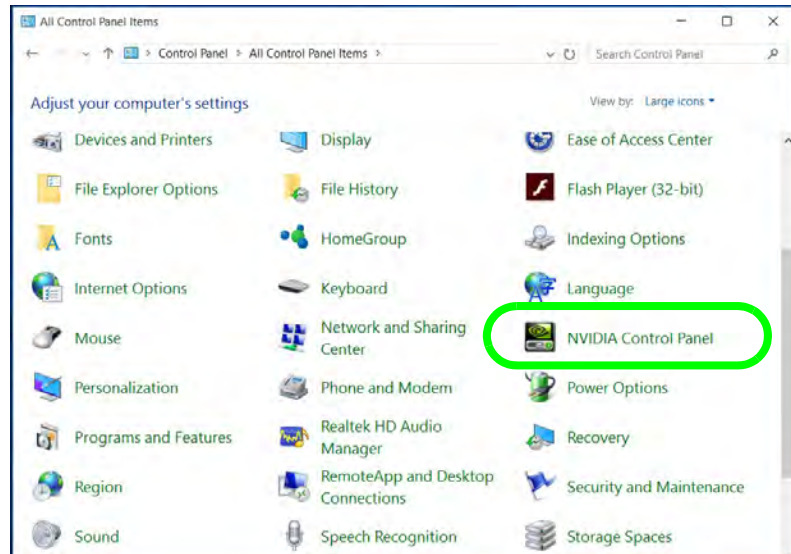 All Control Panel Items
Control Panel > All Control Panel Items >
Search Control Panel
Adjust your computer's settings
View by: Large icons
Devices and Printers
Display
Ease of Access Center
File Explorer Options
File History
Flash Player (32-bit)
Fonts
HomeGroup
Indexing Options
Internet Options
Keyboard
Language
Mouse
Network and Sharing
Center
NVIDIA Control Panel
Personalization
Phone and Modem
Power Options
Programs and Features
Realtek HD Audio
Manager
Recovery
Region
RemoteApp and Desktop
Connections
Security and Maintenance
Sound
Speech Recognition
Storage Spaces